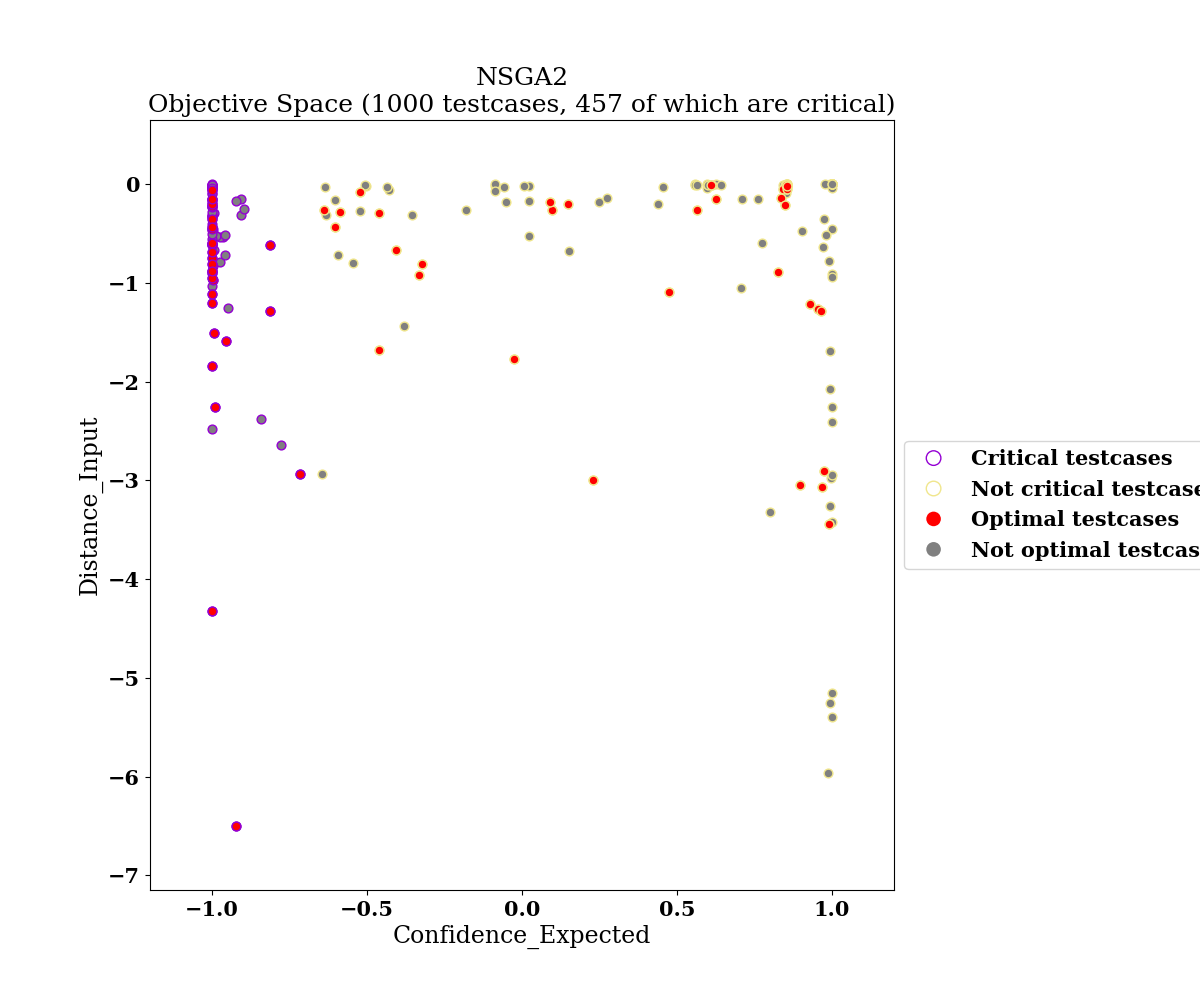 NSGA2
Objective Space (1000 testcases, 457 of which are critical)
0
−1
−2
−3
−4
−5
−6
−7
Distance_Input
−1.0 −0.5 0.0 0.5 1.0
Confidence_Expected
Critical testcases
Not critical testcase
Optimal testcases
Not optimal testcas